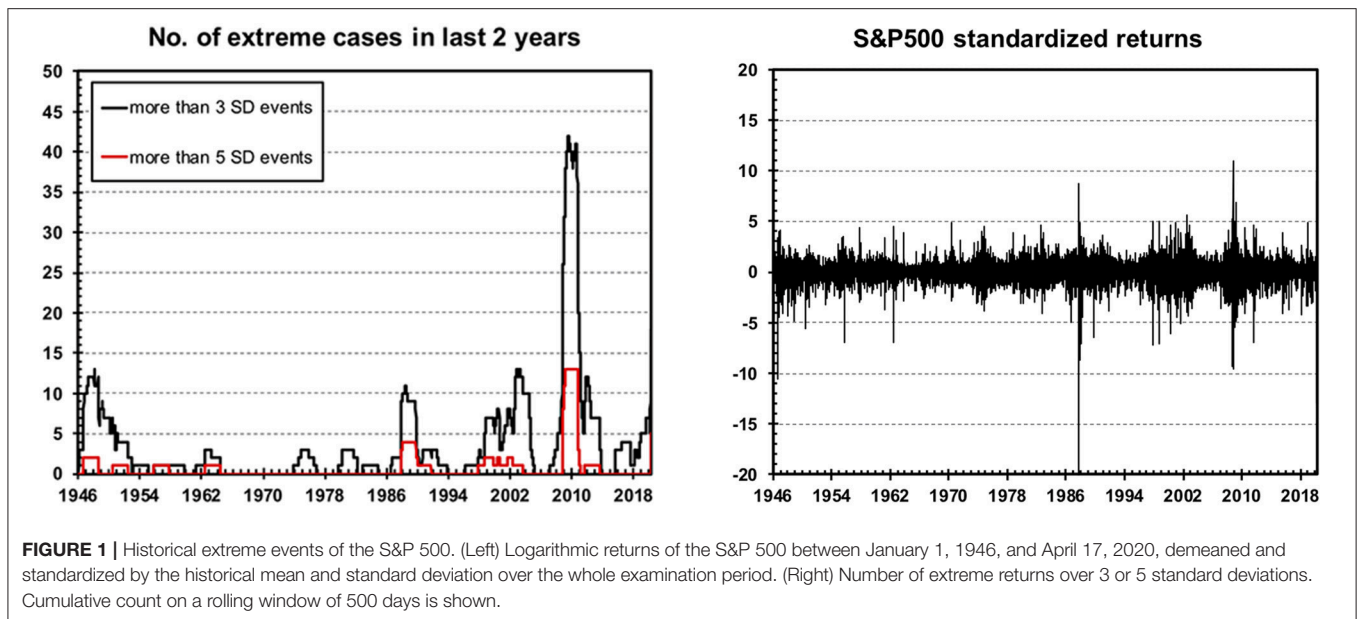 No. of extreme cases in last 2 years
50
45
40
35
30
25
20
15
10
5
0
more than 3 SD events
more than 5 SD events
1946 1954 1962 1970 1978 1986 1994 2002 2010 2018
S&P500 standardized returns
20
15
10
5
0
-5
-10
-15
-20
1946 1954 1962 1970 1978 1986 1994 2002 2010 2018
FIGURE 1 | Historical extreme events of the S&P 500. (Left) Logarithmic returns of the S&P 500 between January 1, 1946, and April 17, 2020, demeaned and
standardized by the historical mean and standard deviation over the whole examination period. (Right) Number of extreme returns over 3 or 5 standard deviations.
Cumulative count on a rolling window of 500 days is shown.